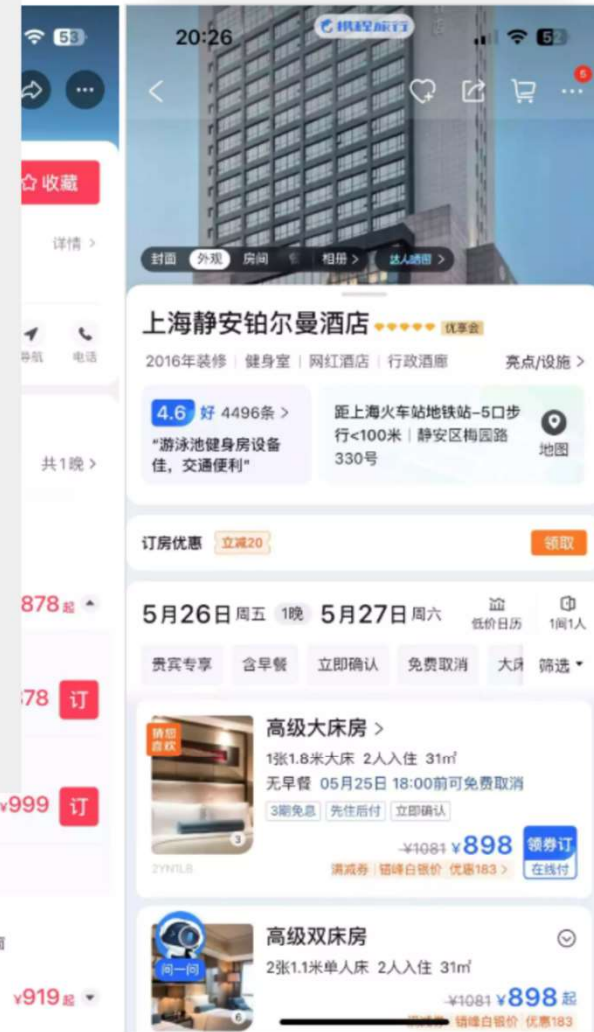 53
收藏
详情 >
导航
电话
共1晚 >
878起
78
订
¥999
订
¥919起
20:26
携程旅行
52
6
封面
外观
房间
相册 >
达人晒图 >
上海静安铂尔曼酒店
优享会
2016年装修 | 健身室 | 网红酒店 | 行政酒廊
亮点/设施 >
4.6 好 4496条 >
“游泳池健身房设备
佳,交通便利”
距上海火车站地铁站-5口步
行<100米 | 静安区梅园路
330号
地图
订房优惠
立减20
领取
5月26日 周五 1晚 5月27日 周六
低价日历
1间1人
贵宾专享
含早餐
立即确认
免费取消
大床
筛选
猜您
喜欢
高级大床房 >
1张1.8米大床 2人入住 31㎡
无早餐 05月25日 18:00前可免费取消
3期免息
先住后付
立即确认
3
2YN1LB
¥1081 ¥898
领券订
在线付
满减券 | 错峰白银价 优惠183 >
高级双床房
2张1.1米单人床 2人入住 31㎡
问一问
6
¥1081 ¥898起
满减券 错峰白银价 优惠183